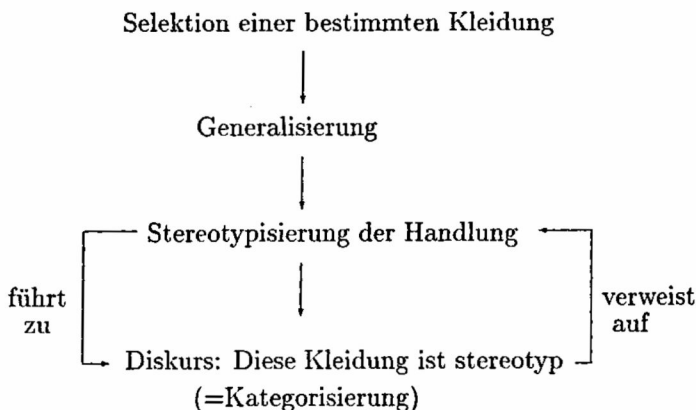 Selektion einer bestimmten Kleidung
Generalisierung
Stereotypisierung der Handlung
führt
zu
verweist
auf
Diskurs: Diese Kleidung ist stereotyp
(=Kategorisierung)